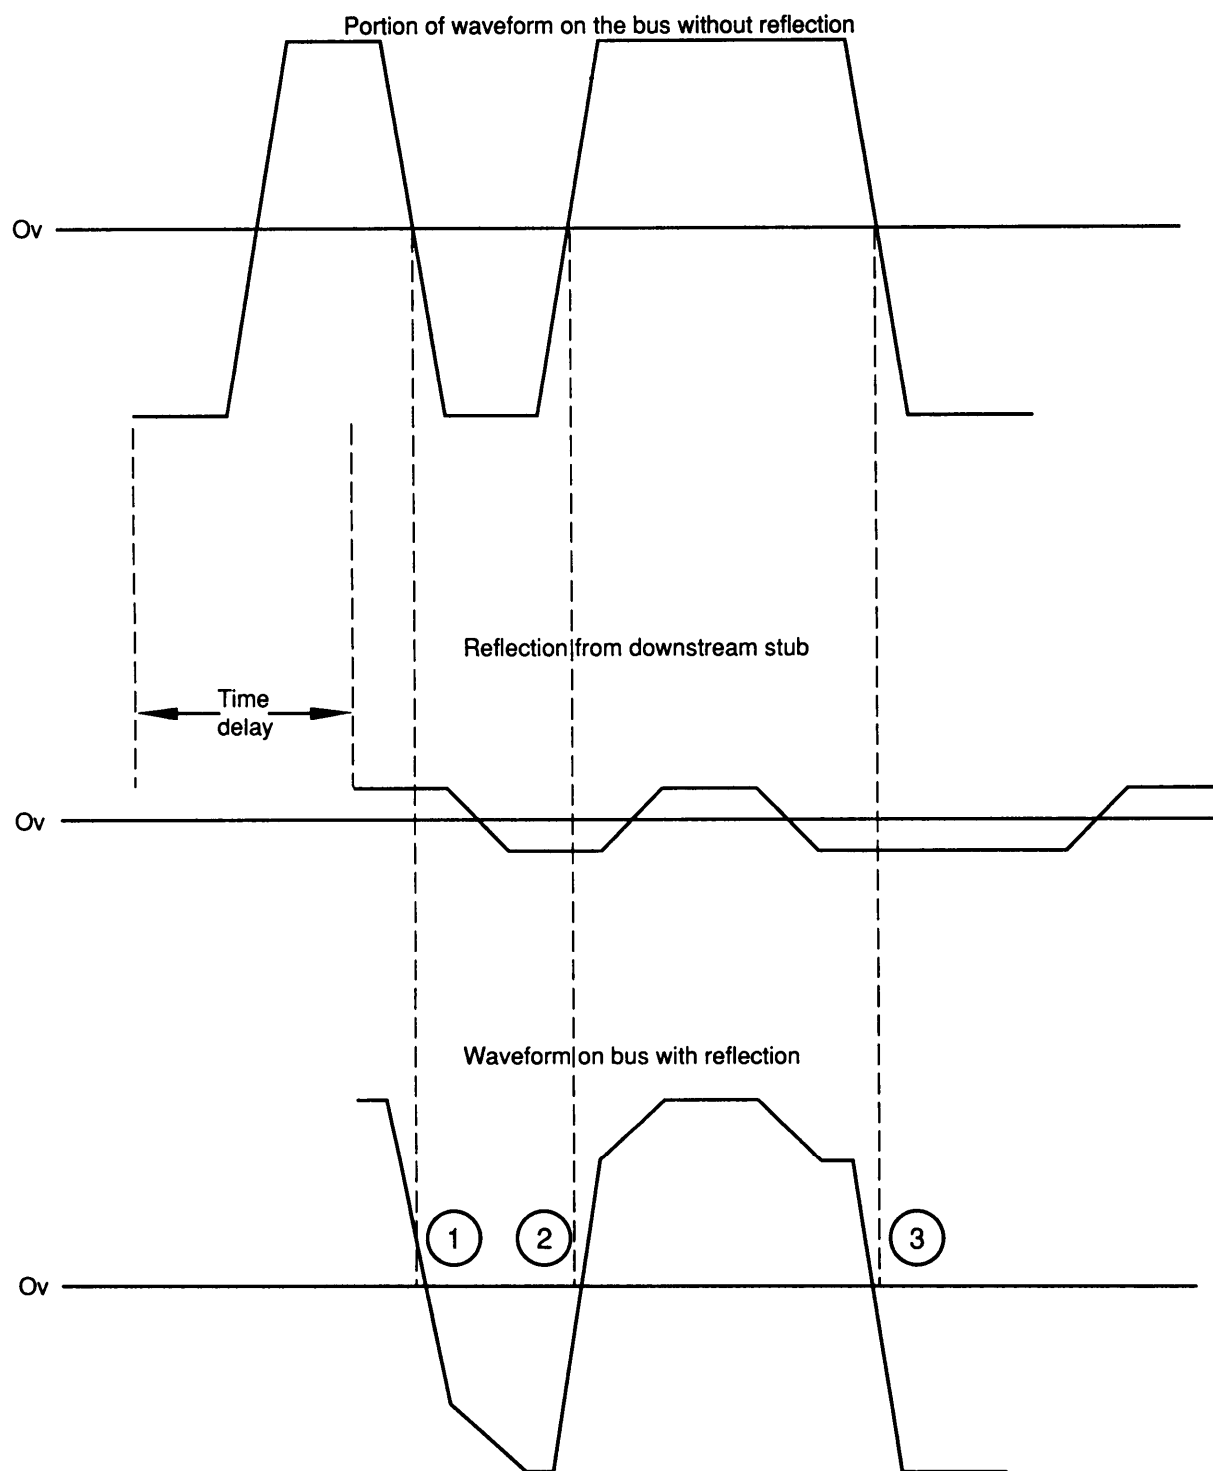 Portion of waveform on the bus without reflection
Ov
Reflection from downstream stub
Time
delay
Ov
Waveform on bus with reflection
1
2
3
Ov